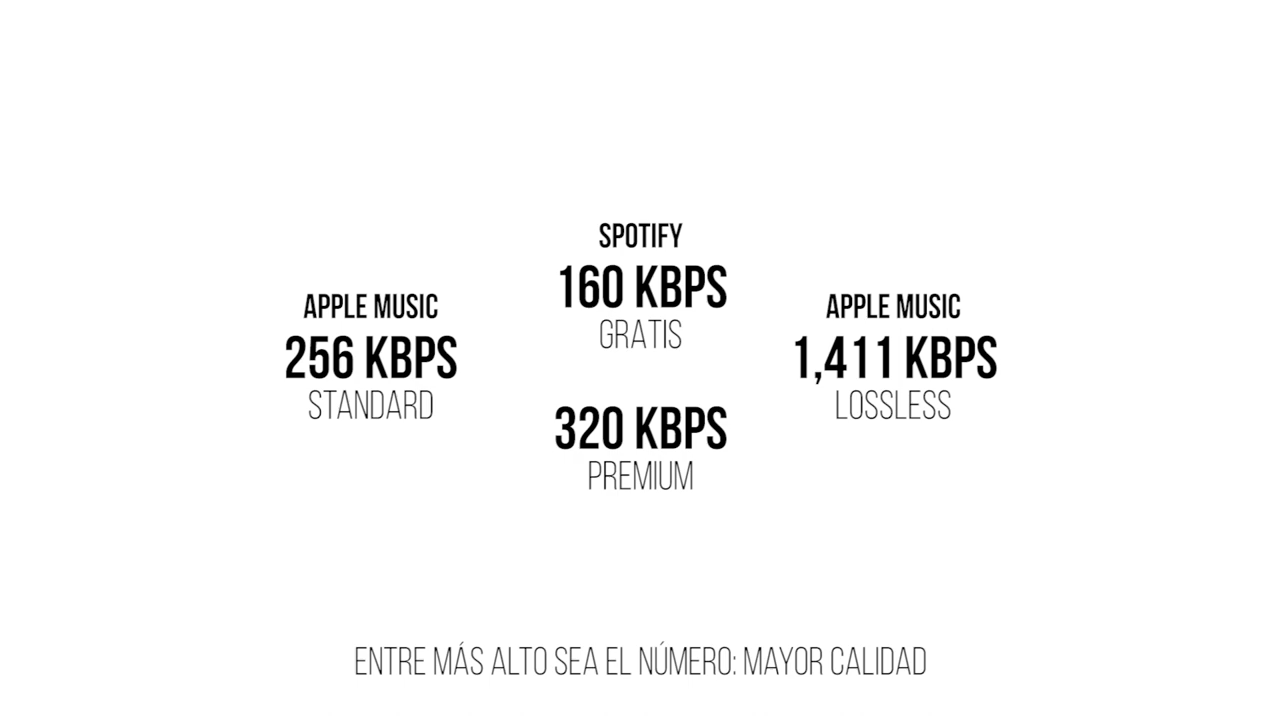 APPLE MUSIC
256 KBPS
STANDARD
SPOTIFY
160 KBPS
GRATIS
320 KBPS
PREMIUM
APPLE MUSIC
1,411 KBPS
LOSSLESS
ENTRE MÁS ALTO SEA EL NÚMERO: MAYOR CALIDAD